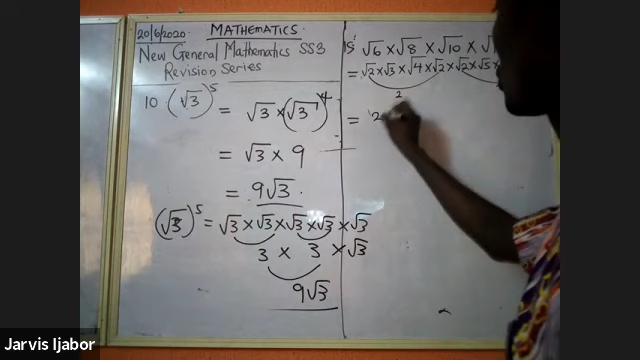 20/6/2020 MATHEMATICS.
New General Mathematics SS3
Revision Series
10. (√3)^5 = √3 × (√3)^4
= √3 × 9
= 9√3.
(√3)^5 = √3 × √3 × √3 × √3 × √3
3 × 3 × √3
9√3
15. √6 × √8 × √10 ×
= √2×√3 × √4×√2 × √2×√5 ×
2
= 2
Jarvis Ijabor